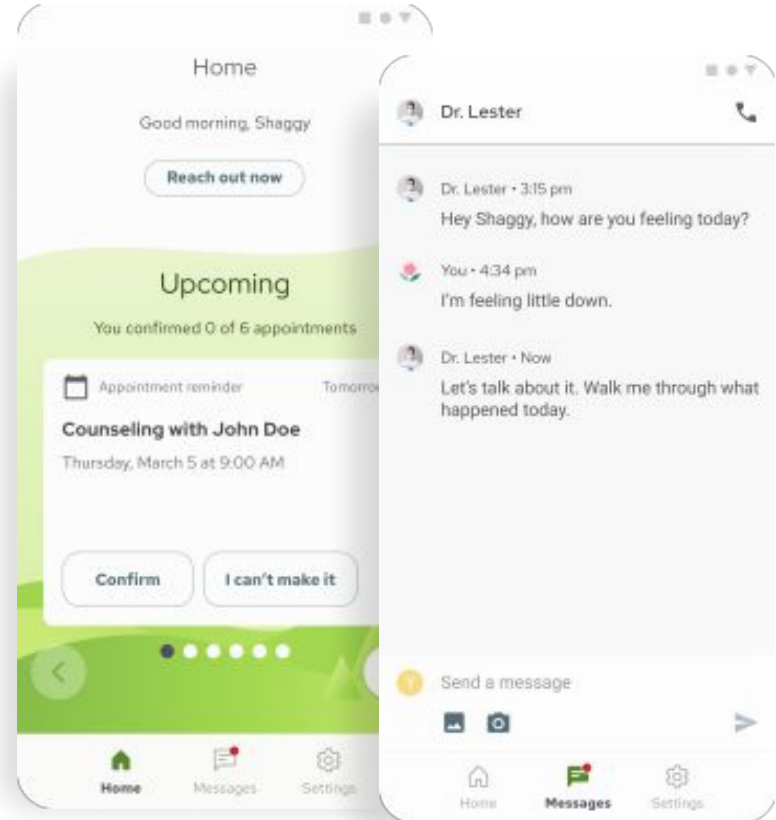 Home
Good morning, Shaggy
Reach out now
Upcoming
You confirmed 0 of 6 appointments
Appointment reminder
Counseling with John Doe
Thursday, March 5 at 9:00 AM
Confirm
I can't make it
Home
Messages
Settings
Dr. Lester
Dr. Lester • 3:15 pm
Hey Shaggy, how are you feeling today?
You • 4:34 pm
I'm feeling little down.
Dr. Lester • Now
Let's talk about it. Walk me through what
happened today.
Y
Send a message
Home
Messages
Settings